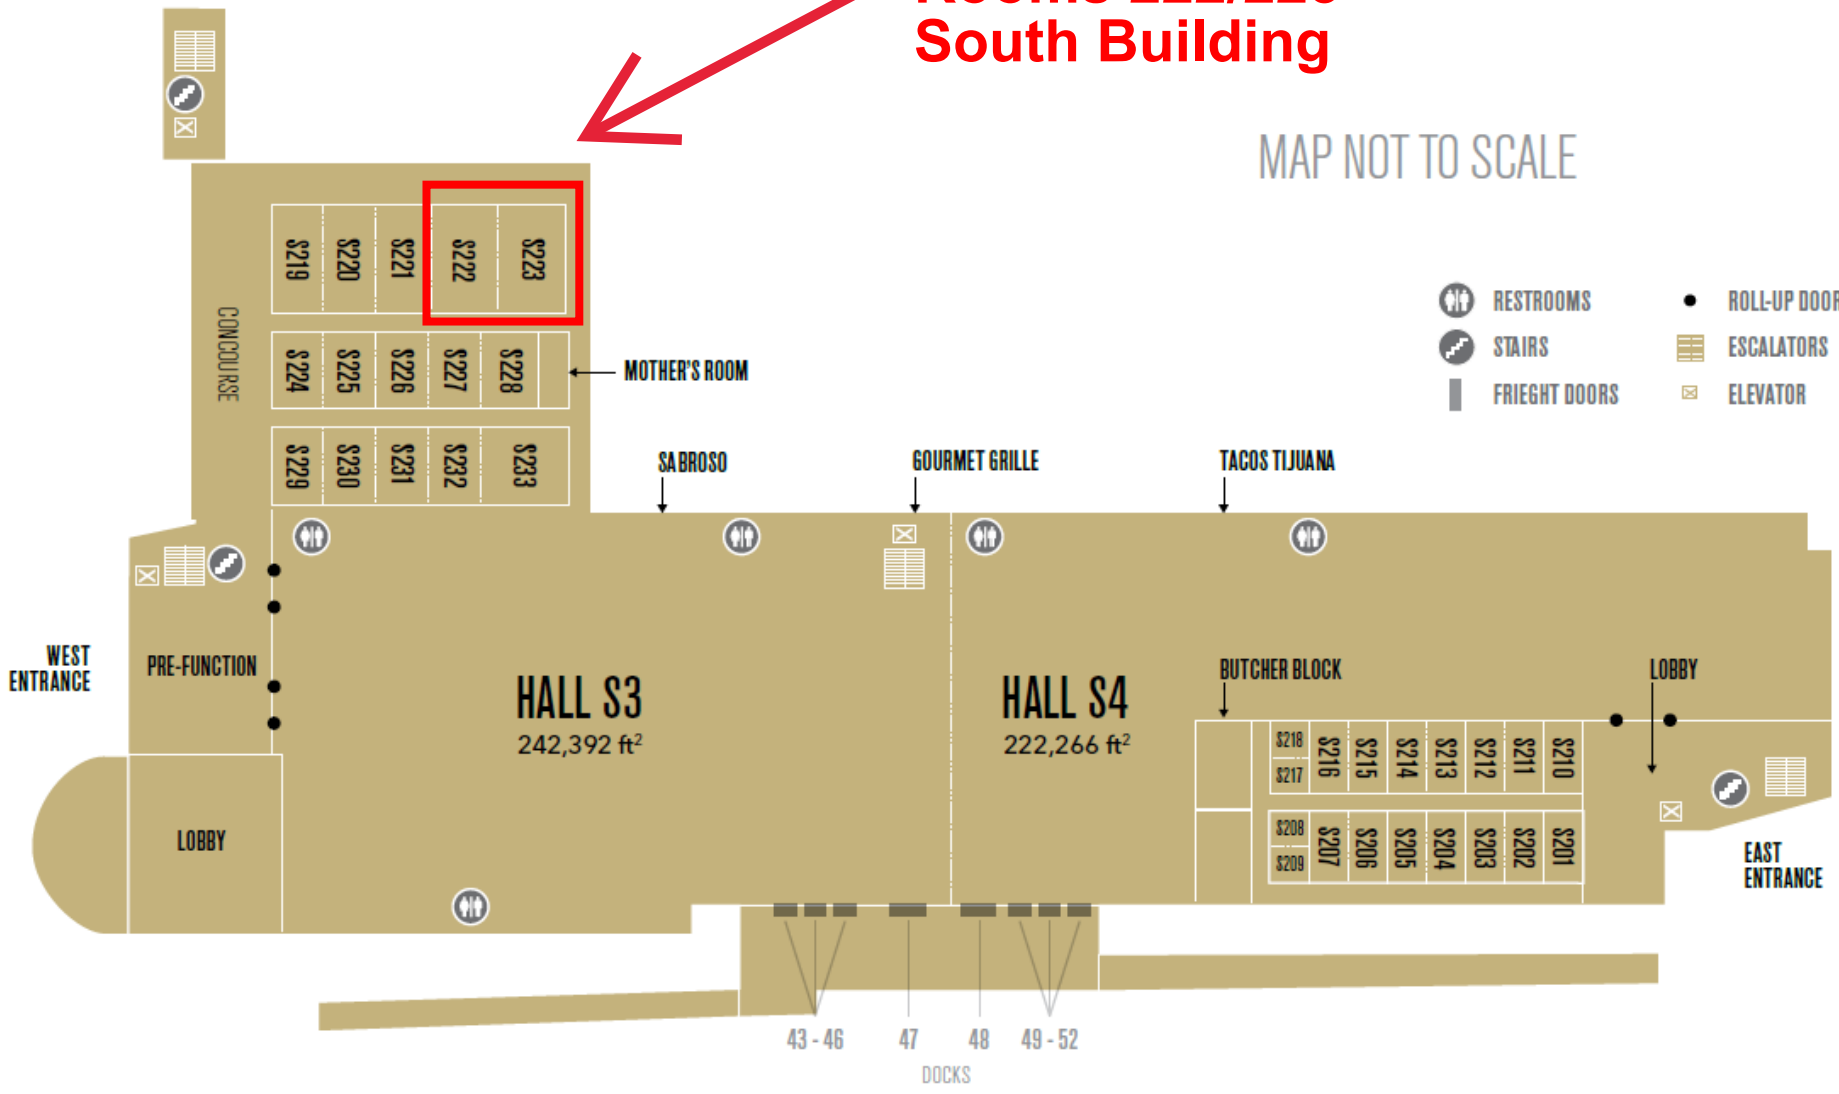 South Building
MAP NOT TO SCALE
S219
S220
S221
S222
S223
CONCOURSE
S224
S225
S226
S227
S228
MOTHER'S ROOM
S229
S230
S231
S232
S233
RESTROOMS
ROLL-UP DOOR
STAIRS
ESCALATORS
FRIEGHT DOORS
ELEVATOR
SABROSO
GOURMET GRILLE
TACOS TIJUANA
WEST
ENTRANCE
PRE-FUNCTION
HALL S3
242,392 ft²
HALL S4
222,266 ft²
BUTCHER BLOCK
LOBBY
S218
S217
S216
S215
S214
S213
S212
S211
S210
S208
S209
S207
S206
S205
S204
S203
S202
S201
LOBBY
EAST
ENTRANCE
43 - 46
47
48
49 - 52
DOCKS